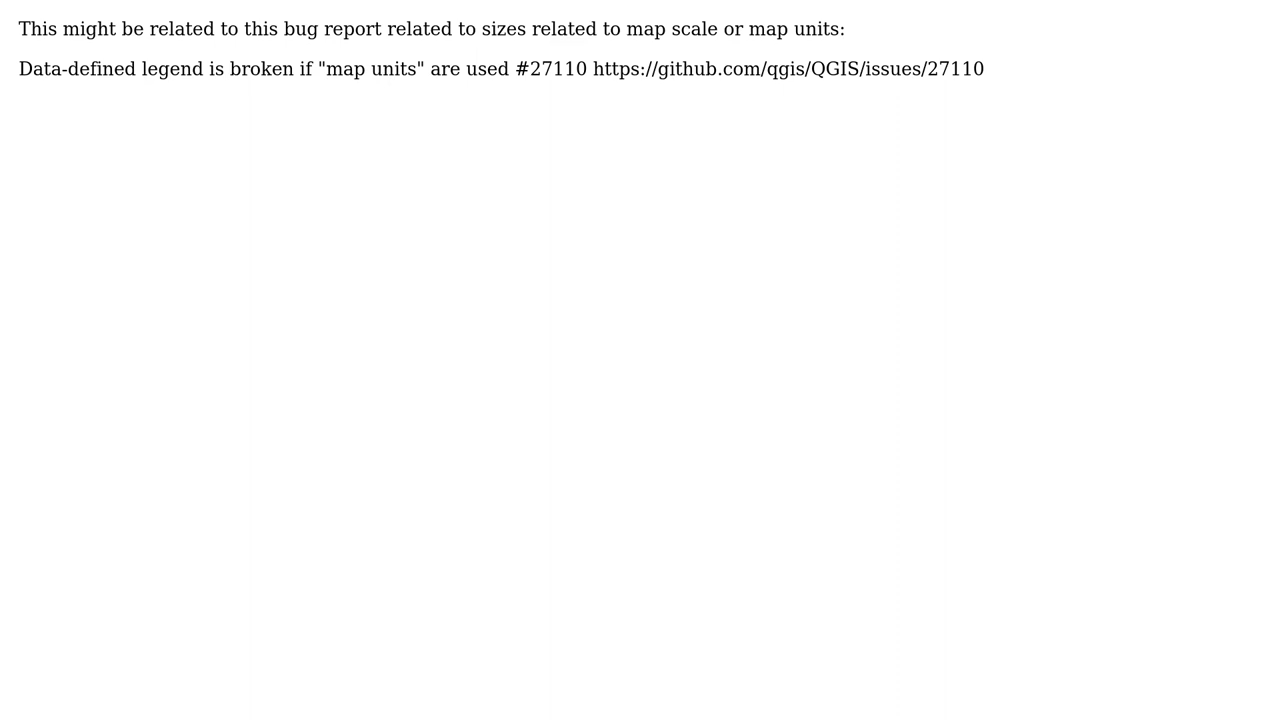 This might be related to this bug report related to sizes related to map scale or map units:
Data-defined legend is broken if "map units" are used #27110 https://github.com/qgis/QGIS/issues/27110